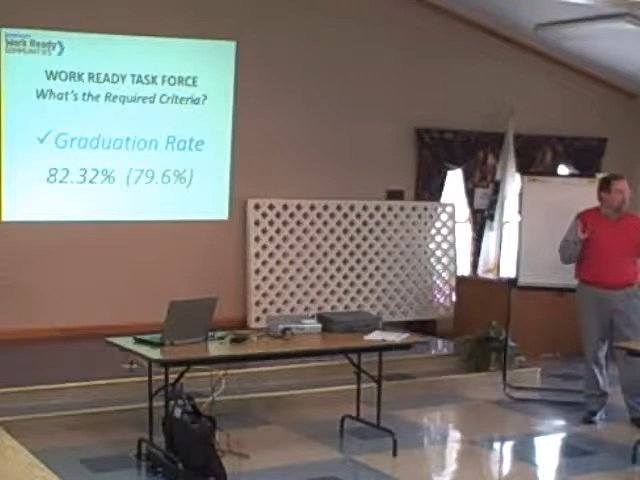 Work Ready
COMMUNITIES
WORK READY TASK FORCE
What's the Required Criteria?
✓ Graduation Rate
82.32% (79.6%)